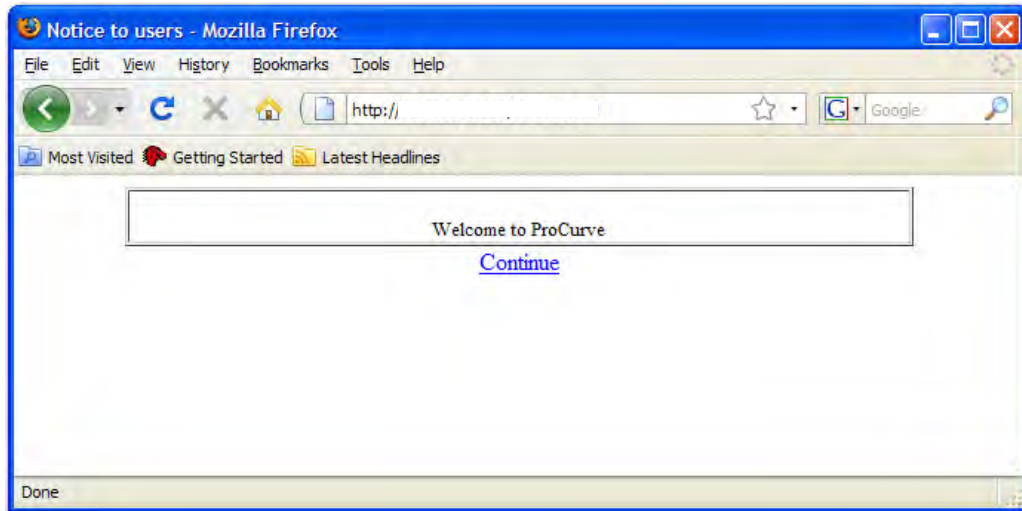 Notice to users - Mozilla Firefox
File Edit View History Bookmarks Tools Help
http:// G Google
Most Visited Getting Started Latest Headlines
Welcome to ProCurve
Continue
Done